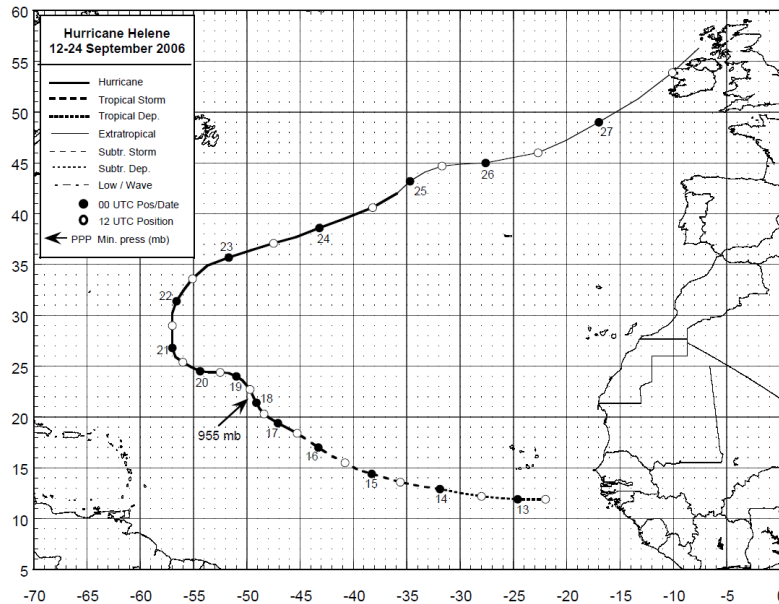 60
55
50
45
40
35
30
25
20
15
10
5
Hurricane Helene
12-24 September 2006
Hurricane
Tropical Storm
Tropical Dep.
Extratropical
Subtr. Storm
Subtr. Dep.
Low / Wave
00 UTC Pos/Date
12 UTC Position
PPP Min. press (mb)
27
26
25
24
23
22
21
20
19
18
955 mb
17
16
15
14
13
-70 -65 -60 -55 -50 -45 -40 -35 -30 -25 -20 -15 -10 -5